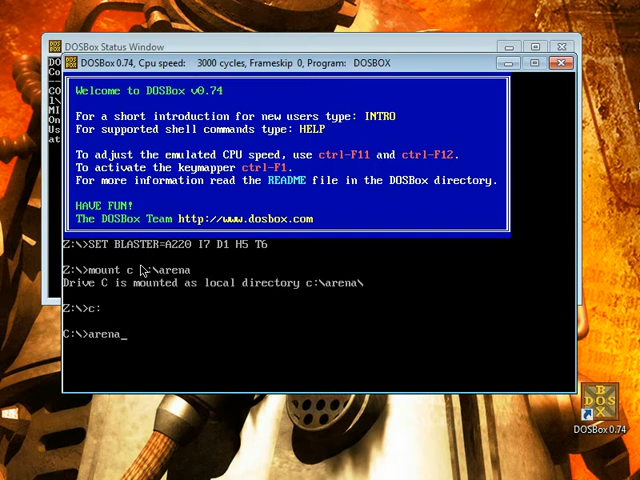 DOSBox Status Window
DOSBox 0.74, Cpu speed: 3000 cycles, Frameskip 0, Program: DOSBOX
Welcome to DOSBox v0.74
For a short introduction for new users type: INTRO
For supported shell commands type: HELP
To adjust the emulated CPU speed, use ctrl-F11 and ctrl-F12.
To activate the keymapper ctrl-F1.
For more information read the README file in the DOSBox directory.
HAVE FUN!
The DOSBox Team http://www.dosbox.com
Z:\>SET BLASTER=A220 I7 D1 H5 T6
Z:\>mount c c:\arena
Drive C is mounted as local directory c:\arena\
Z:\>c:
C:\>arena_
DOSBox 0.74